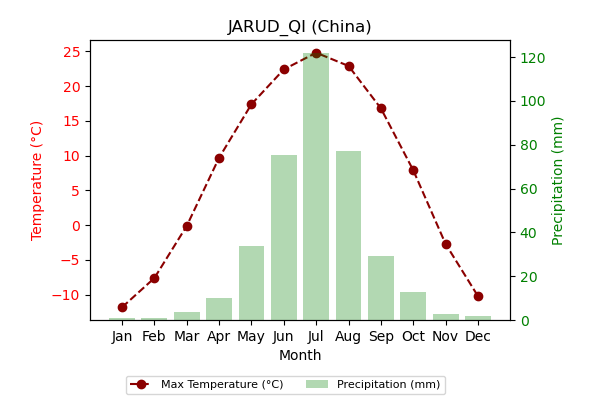 JARUD_QI (China)
Temperature (°C)
25
20
15
10
5
0
−5
−10
120
100
80
60
40
20
0
Precipitation (mm)
Jan Feb Mar Apr May Jun Jul Aug Sep Oct Nov Dec
Month
Max Temperature (°C) Precipitation (mm)